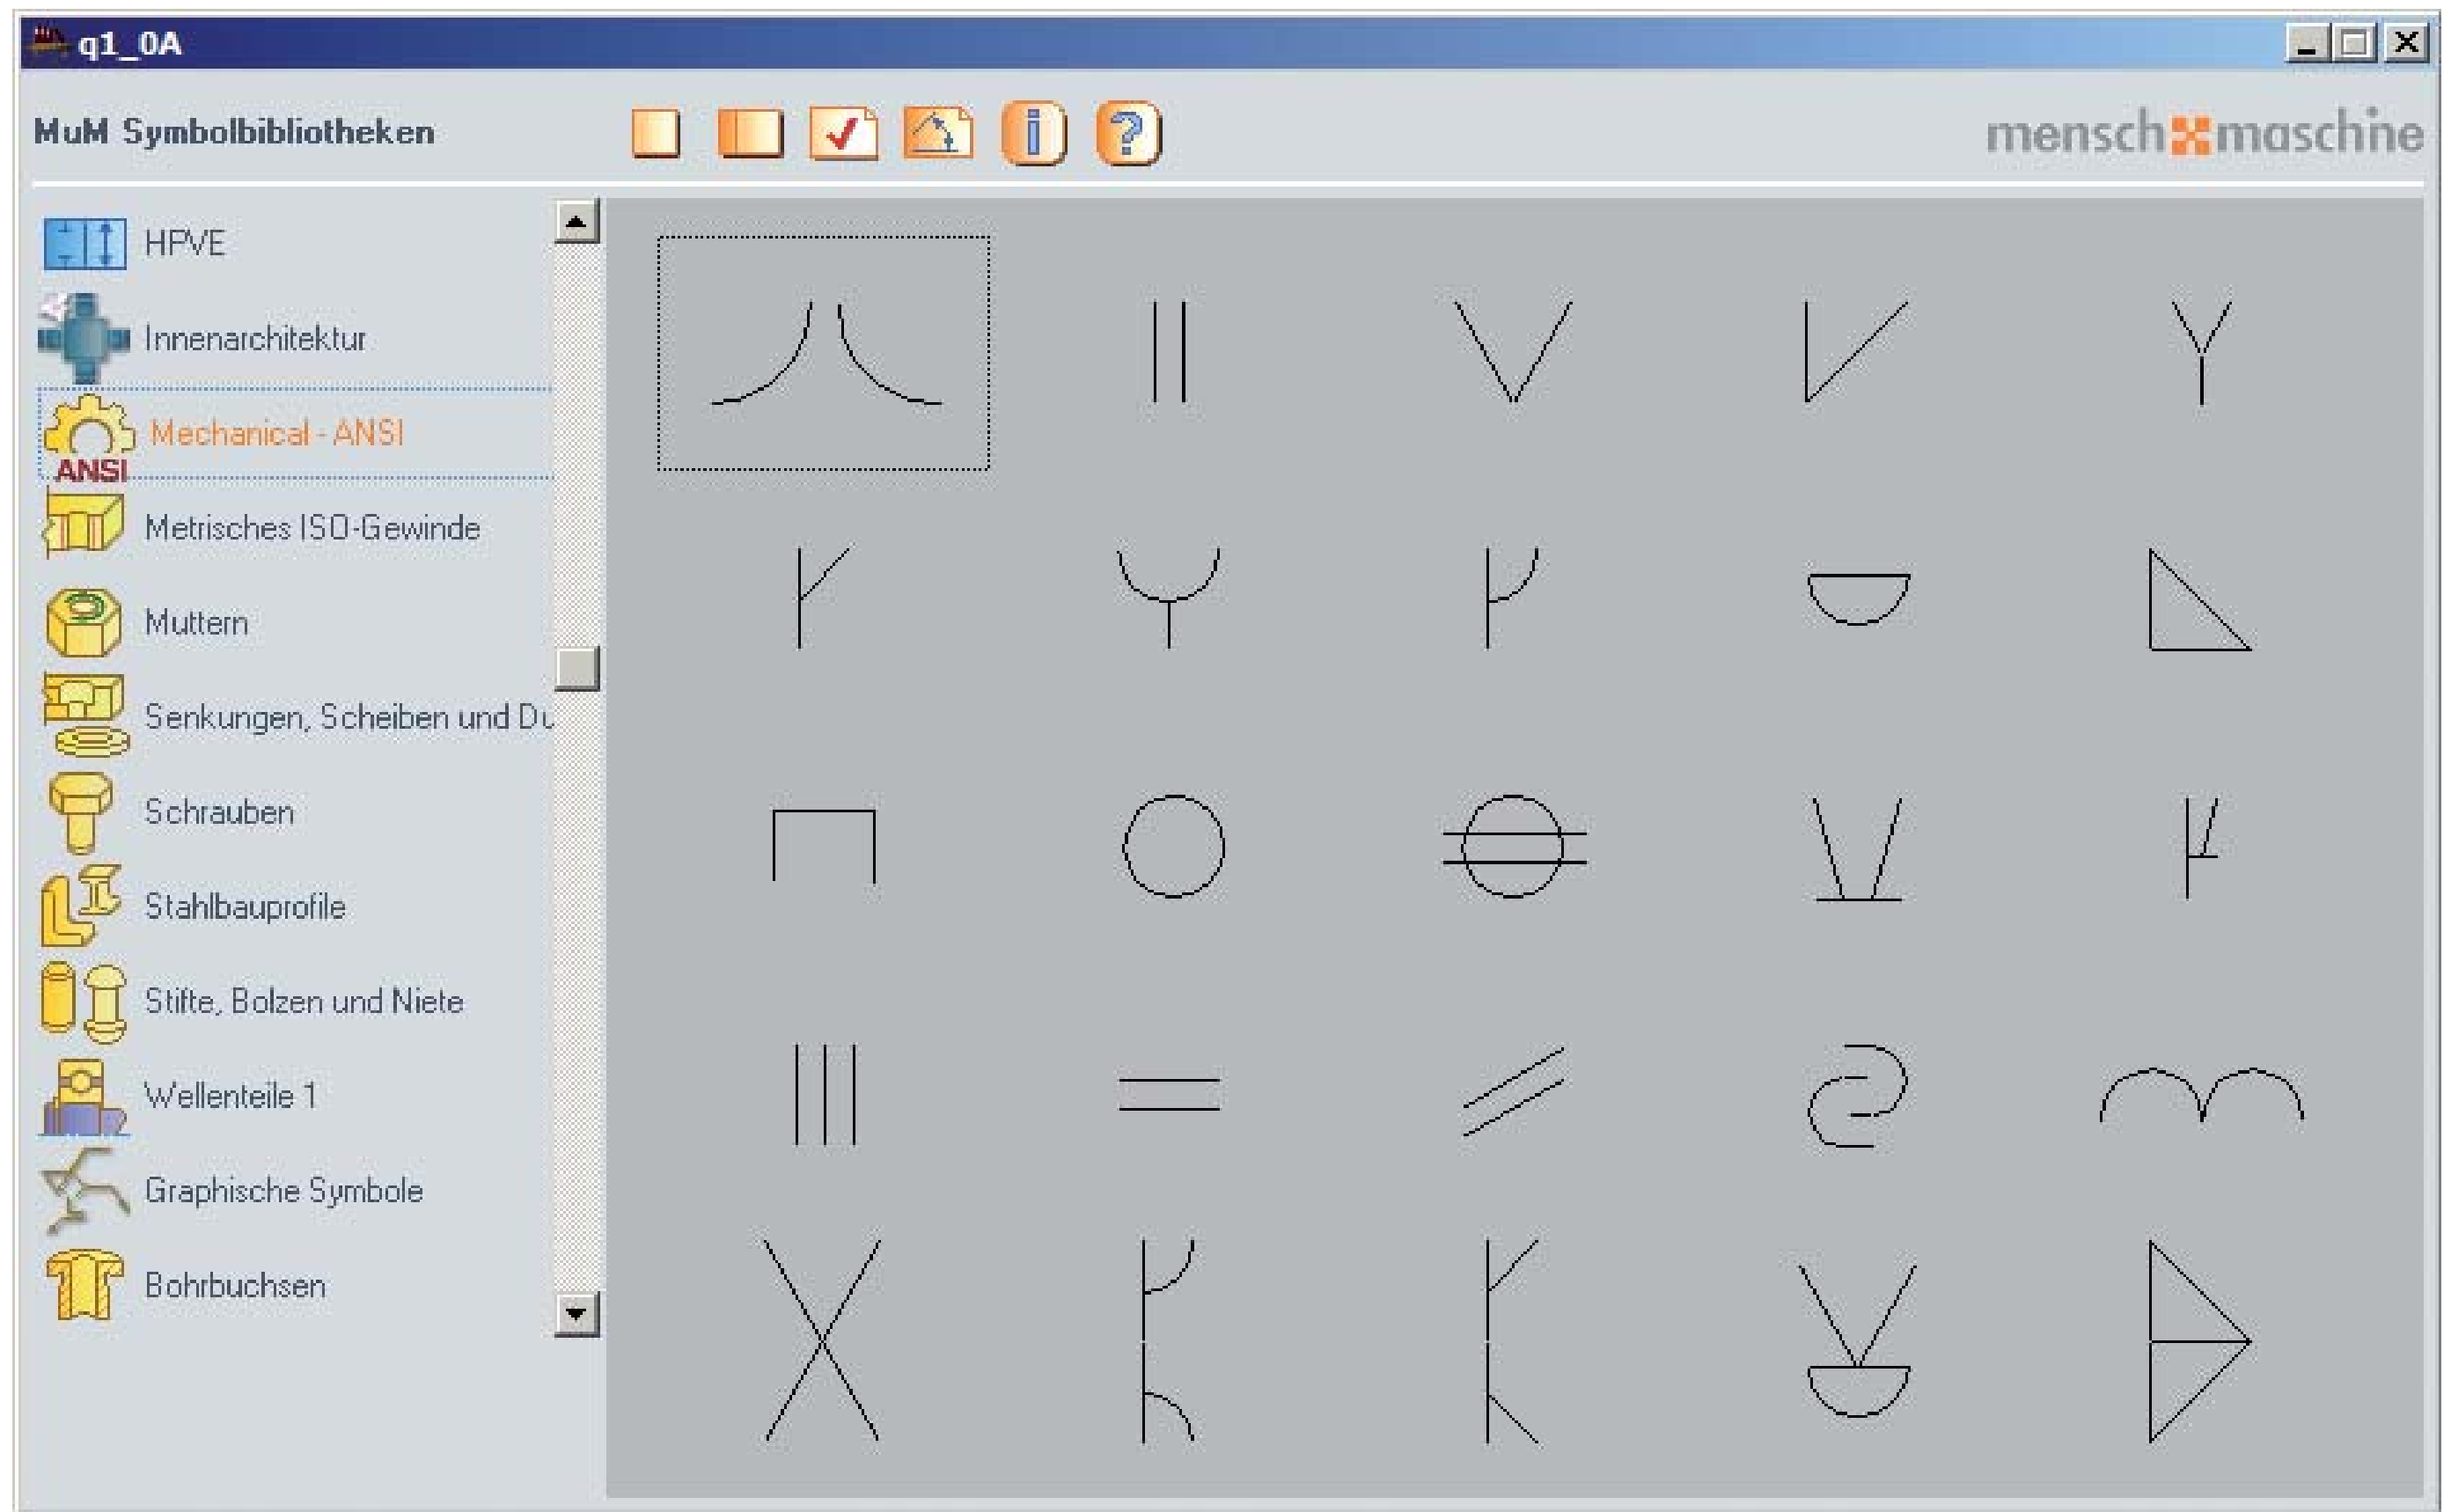 q1_0A
MuM Symbolbibliotheken
mensch maschine
HPVE
Innenarchitektur
Mechanical - ANSI
ANSI
Metrisches ISO-Gewinde
Muttern
Senkungen, Scheiben und Du
Schrauben
Stahlbauprofile
Stifte, Bolzen und Niete
Wellenteile 1
Graphische Symbole
Bohrbuchsen